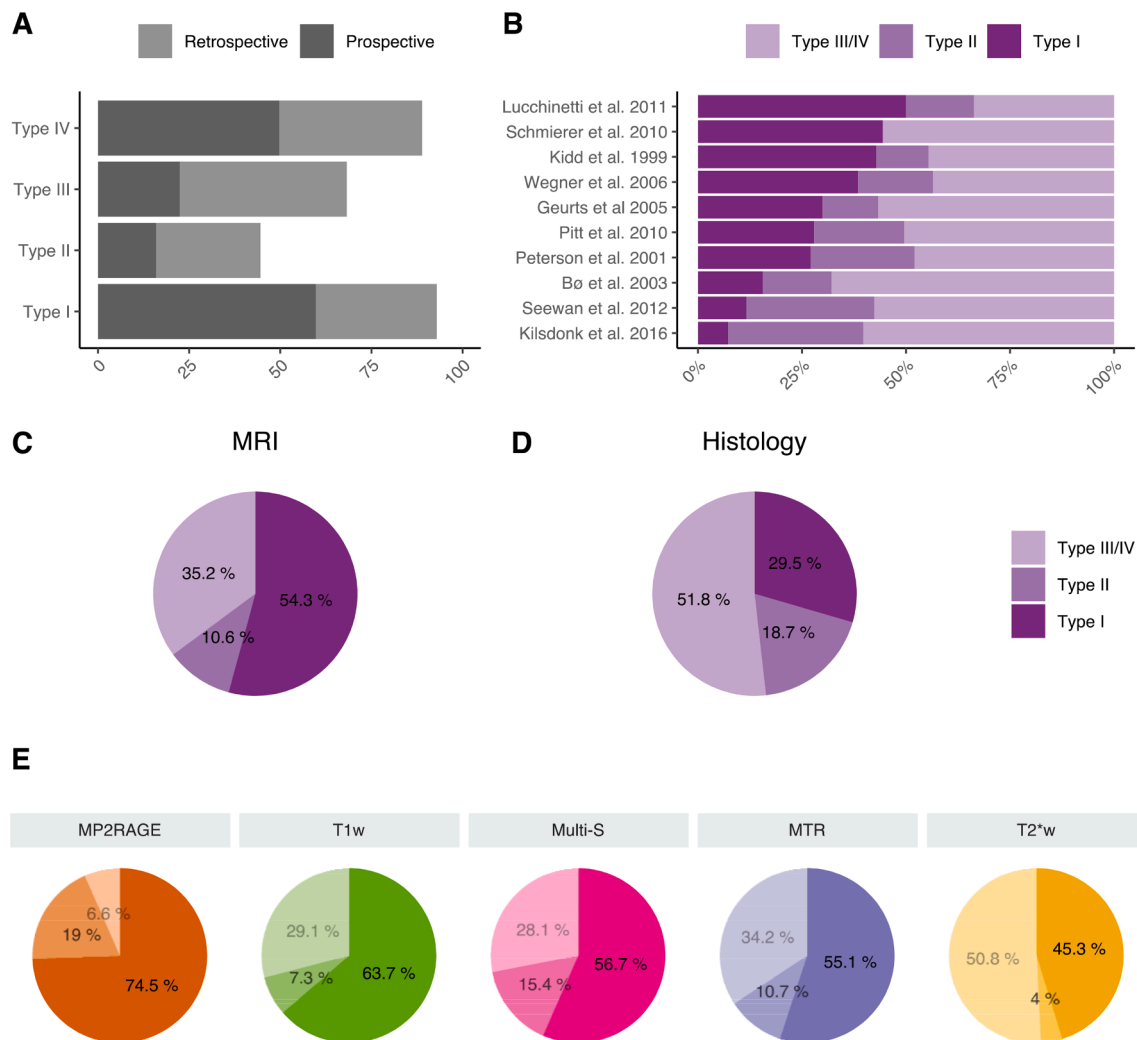 A
Retrospective Prospective
Type IV
Type III
Type II
Type I
0 25 50 75 100
B
Type III/IV Type II Type I
Lucchinetti et al. 2011
Schmierer et al. 2010
Kidd et al. 1999
Wegner et al. 2006
Geurts et al 2005
Pitt et al. 2010
Peterson et al. 2001
Bø et al. 2003
Seewan et al. 2012
Kilsdonk et al. 2016
0% 25% 50% 75% 100%
C
MRI
35.2 %
54.3 %
10.6 %
D
Histology
29.5 %
51.8 %
18.7 %
Type III/IV
Type II
Type I
E
MP2RAGE T1w Multi-S MTR T2*w
6.6 %
19 %
74.5 %
29.1 %
7.3 %
63.7 %
28.1 %
15.4 %
56.7 %
34.2 %
10.7 %
55.1 %
50.8 %
4 %
45.3 %